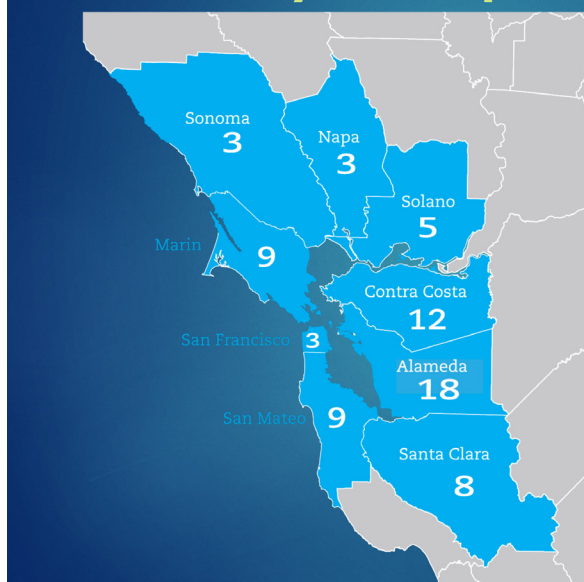 Sonoma
3
Napa
3
Solano
5
Marin
9
Contra Costa
12
San Francisco
3
Alameda
18
San Mateo
9
Santa Clara
8